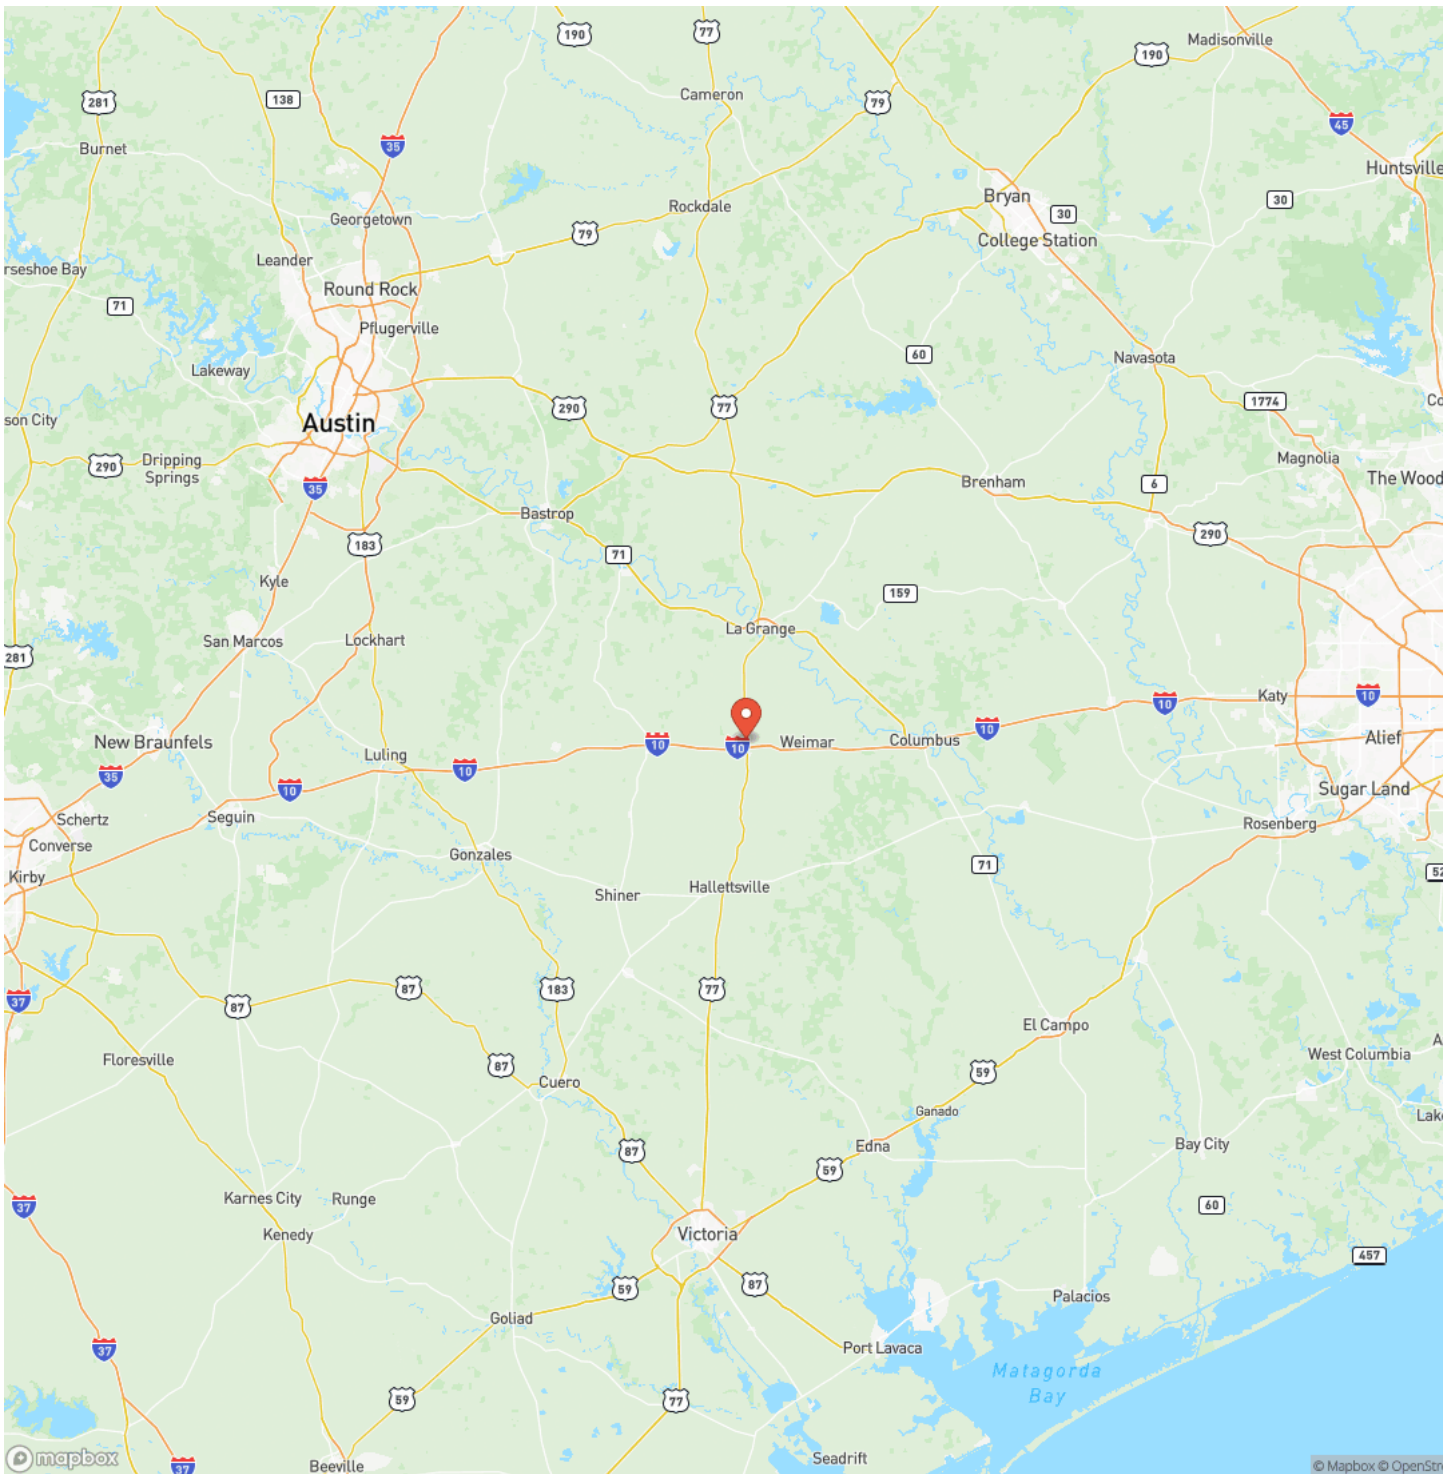 190
77
Madisonville
190
281
138
Cameron
79
45
Burnet
35
Huntsville
Rockdale
Bryan
30
30
Georgetown
79
College Station
Leander
rseshoe Bay
71
Round Rock
Pflugerville
60
Navasota
Lakeway
290
77
1774
Co
son City
Austin
290
Dripping
Springs
Magnolia
35
Brenham
6
The Wood
Bastrop
290
183
71
Kyle
159
San Marcos
Lockhart
La Grange
281
10
Katy
10
New Braunfels
10
10
Weimar
Columbus
10
Alief
35
Luling
10
10
Sugar Land
Schertz
Seguin
Rosenberg
Converse
Gonzales
71
Kirby
52
Shiner
Hallettsville
87
183
77
37
87
El Campo
Floresville
87
59
West Columbia
A
Cuero
Ganado
Lake
87
Edna
Bay City
59
Karnes City
Runge
37
60
Kenedy
Victoria
457
59
87
Goliad
Palacios
37
Port Lavaca
Matagorda
Bay
59
77
mapbox
37
Beeville
Seadrift
© Mapbox © OpenStre